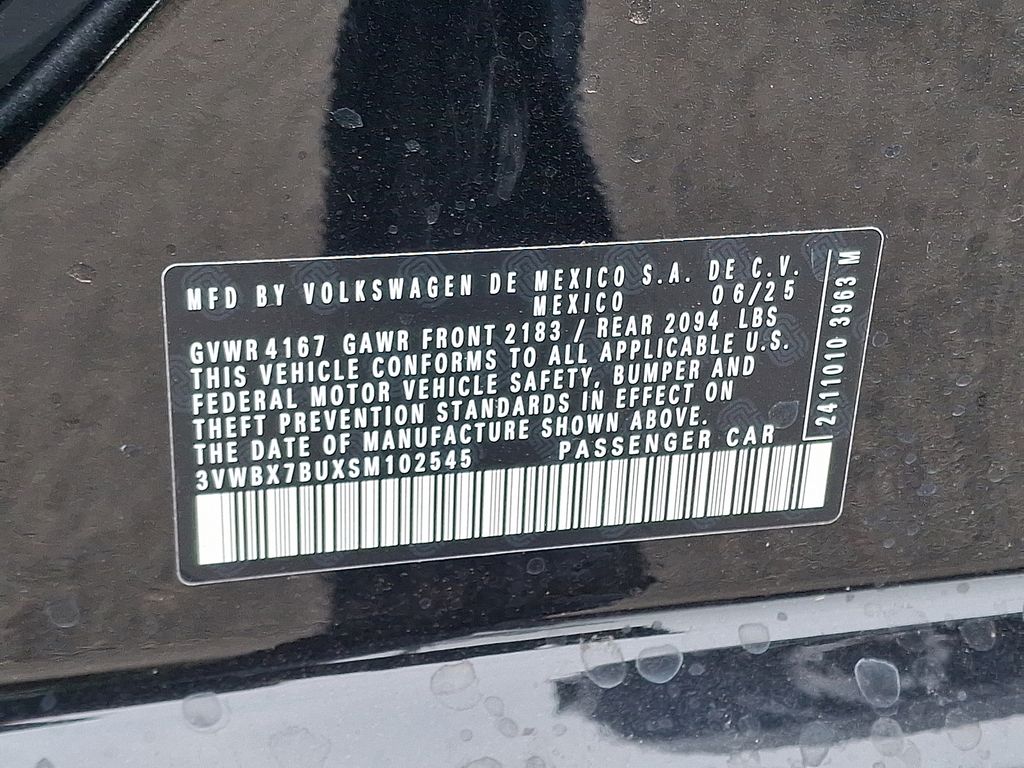 MFD BY VOLKSWAGEN DE MEXICO S.A. DE C.V.
MEXICO 06/25
GVWR 4167 GAWR FRONT 2183 / REAR 2094 LBS
THIS VEHICLE CONFORMS TO ALL APPLICABLE U.S.
FEDERAL MOTOR VEHICLE SAFETY, BUMPER AND
THEFT PREVENTION STANDARDS IN EFFECT ON
THE DATE OF MANUFACTURE SHOWN ABOVE.
3VWBX7BUXSM102545 PASSENGER CAR
2411010 3963 M